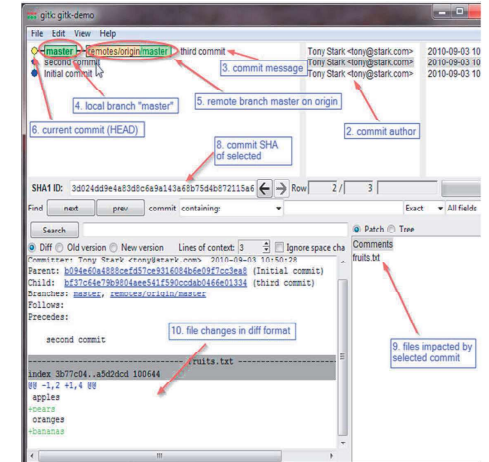 gitk: gitk-demo
File Edit View Help
master remotes/origin/master third commit
second commit
Initial commit
Tony Stark <tony@stark.com> 2010-09-03 10
Tony Stark <tony@stark.com> 2010-09-03 10
Tony Stark <tony@stark.com> 2010-09-03 10
3. commit message
4. local branch "master"
5. remote branch master on origin
6. current commit (HEAD)
2. commit author
8. commit SHA
of selected
SHA1 ID: 3d024dd9e4a83d8c6a9a143a68b75d4b872115a6 Row 2 / 3
Find next prev commit containing: Exact All fields
Search
Patch Tree
Diff Old version New version Lines of context: 3 Ignore space cha
Comments
fruits.txt
Committer: Tony Stark <tony@stark.com> 2010-09-03 10:50:28
Parent: b094e60a4888cefd57ce9316084b6e09f7cc3ea8 (Initial commit)
Child: bf37c64e79b9804aee541f590ccdab0466e01334 (third commit)
Branches: master, remotes/origin/master
Follows:
Precedes:
second commit
10. file changes in diff format
9. files impacted by
selected commit
fruits.txt
index 3b77c04..a5d2dcd 100644
@@ -1,2 +1,4 @@
apples
+pears
oranges
+bananas